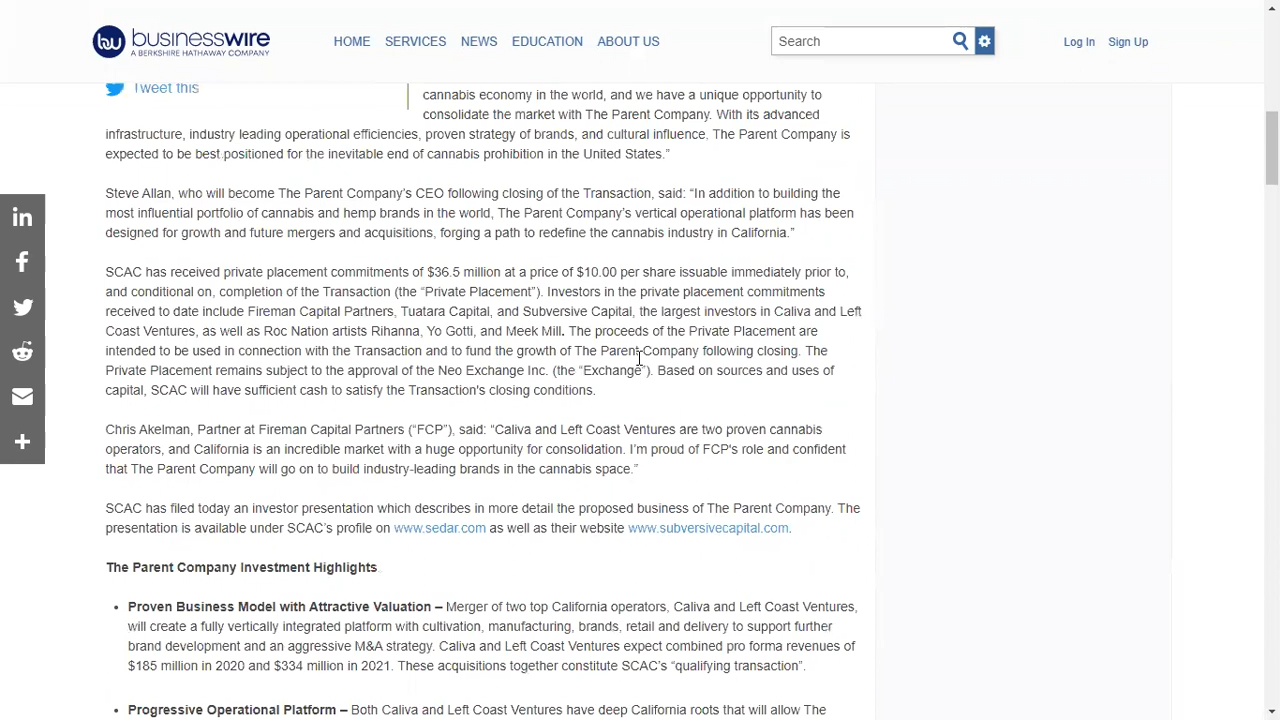 businesswire
A BERKSHIRE HATHAWAY COMPANY
HOME SERVICES NEWS EDUCATION ABOUT US
Search
Log In Sign Up
Tweet this
cannabis economy in the world, and we have a unique opportunity to
consolidate the market with The Parent Company. With its advanced
infrastructure, industry leading operational efficiencies, proven strategy of brands, and cultural influence, The Parent Company is
expected to be best positioned for the inevitable end of cannabis prohibition in the United States.”
Steve Allan, who will become The Parent Company’s CEO following closing of the Transaction, said: “In addition to building the
most influential portfolio of cannabis and hemp brands in the world, The Parent Company’s vertical operational platform has been
designed for growth and future mergers and acquisitions, forging a path to redefine the cannabis industry in California.”
SCAC has received private placement commitments of $36.5 million at a price of $10.00 per share issuable immediately prior to,
and conditional on, completion of the Transaction (the “Private Placement”). Investors in the private placement commitments
received to date include Fireman Capital Partners, Tuatara Capital, and Subversive Capital, the largest investors in Caliva and Left
Coast Ventures, as well as Roc Nation artists Rihanna, Yo Gotti, and Meek Mill. The proceeds of the Private Placement are
intended to be used in connection with the Transaction and to fund the growth of The Parent Company following closing. The
Private Placement remains subject to the approval of the Neo Exchange Inc. (the “Exchange”). Based on sources and uses of
capital, SCAC will have sufficient cash to satisfy the Transaction's closing conditions.
Chris Akelman, Partner at Fireman Capital Partners (“FCP”), said: “Caliva and Left Coast Ventures are two proven cannabis
operators, and California is an incredible market with a huge opportunity for consolidation. I’m proud of FCP's role and confident
that The Parent Company will go on to build industry-leading brands in the cannabis space.”
SCAC has filed today an investor presentation which describes in more detail the proposed business of The Parent Company. The
presentation is available under SCAC’s profile on www.sedar.com as well as their website www.subversivecapital.com.
The Parent Company Investment Highlights
• Proven Business Model with Attractive Valuation – Merger of two top California operators, Caliva and Left Coast Ventures,
will create a fully vertically integrated platform with cultivation, manufacturing, brands, retail and delivery to support further
brand development and an aggressive M&A strategy. Caliva and Left Coast Ventures expect combined pro forma revenues of
$185 million in 2020 and $334 million in 2021. These acquisitions together constitute SCAC’s “qualifying transaction”.
• Progressive Operational Platform – Both Caliva and Left Coast Ventures have deep California roots that will allow The